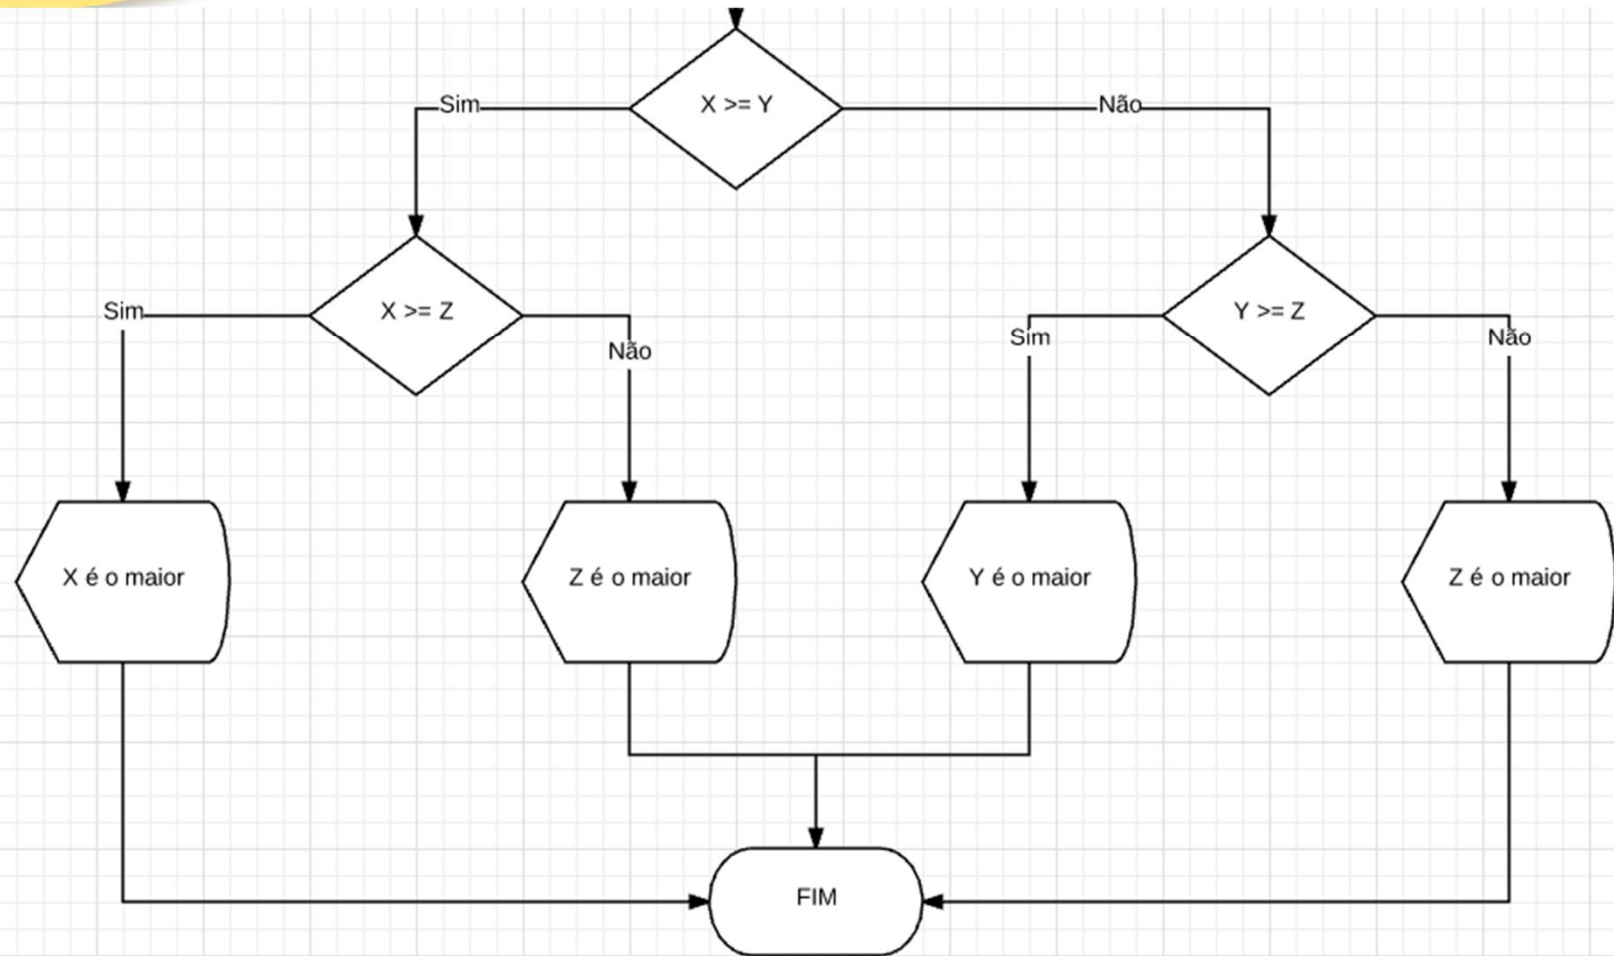 X >= Y
Sim
Não
X >= Z
Y >= Z
Sim
Não
Sim
Não
X é o maior
Z é o maior
Y é o maior
Z é o maior
FIM